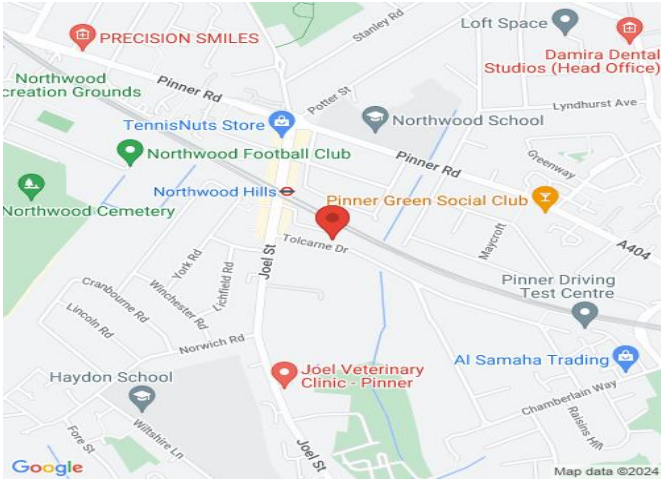 Stanley Rd
Loft Space
PRECISION SMILES
Damira Dental
Studios (Head Office)
Northwood
creation Grounds
Pinner Rd
Potter St
Lyndhurst Ave
TennisNuts Store
Northwood School
Northwood Football Club
Pinner Rd
Greenway
Northwood Hills
Pinner Green Social Club
Northwood Cemetery
Tolcarne Dr
Maycroft
A404
York Rd
Lichfield Rd
Joel St
Cranbourne Rd
Winchester Rd
Pinner Driving
Test Centre
Lincoln Rd
Norwich Rd
Al Samaha Trading
Joel Veterinary
Clinic - Pinner
Haydon School
Chamberlain Way
Raisins Hill
Fore St
Wiltshire Ln
Joel St
Google
Map data ©2024